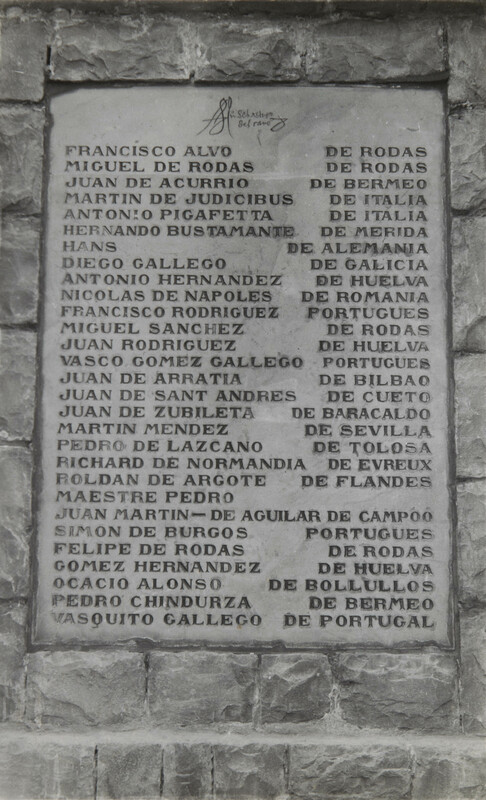 FRANCISCO ALVO DE RODAS
MIGUEL DE RODAS DE RODAS
JUAN DE ACURRIO DE BERMEO
MARTIN DE JUDICIBUS DE ITALIA
ANTONIO PIGAFETTA DE ITALIA
HERNANDO BUSTAMANTE DE MERIDA
HANS DE ALEMANIA
DIEGO GALLEGO DE GALICIA
ANTONIO HERNANDEZ DE HUELVA
NICOLAS DE NAPOLES DE ROMANIA
FRANCISCO RODRIGUEZ PORTUGUES
MIGUEL SANCHEZ DE RODAS
JUAN RODRIGUEZ DE HUELVA
VASCO GOMEZ GALLEGO PORTUGUES
JUAN DE ARRATIA DE BILBAO
JUAN DE SANT ANDRES DE CUETO
JUAN DE ZUBILETA DE BARACALDO
MARTIN MENDEZ DE SEVILLA
PEDRO DE LAZCANO DE TOLOSA
RICHARD DE NORMANDIA DE EVREUX
ROLDAN DE ARGOTE DE FLANDES
MAESTRE PEDRO
JUAN MARTIN — DE AGUILAR DE CAMPOÓ
SIMON DE BURGOS PORTUGUES
FELIPE DE RODAS DE RODAS
GOMEZ HERNANDEZ DE HUELVA
OCACIO ALONSO DE BOLLULLOS
PEDRO CHINDURZA DE BERMEO
VASQUITO GALLEGO DE PORTUGAL